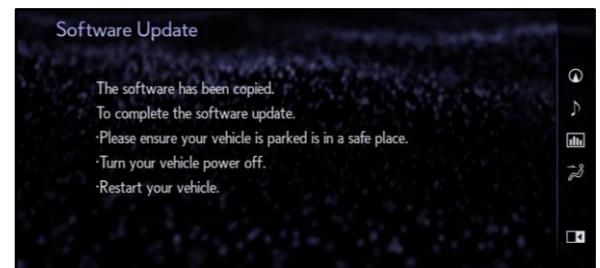 Software Update
The software has been copied.
To complete the software update.
·Please ensure your vehicle is parked is in a safe place.
·Turn your vehicle power off.
·Restart your vehicle.